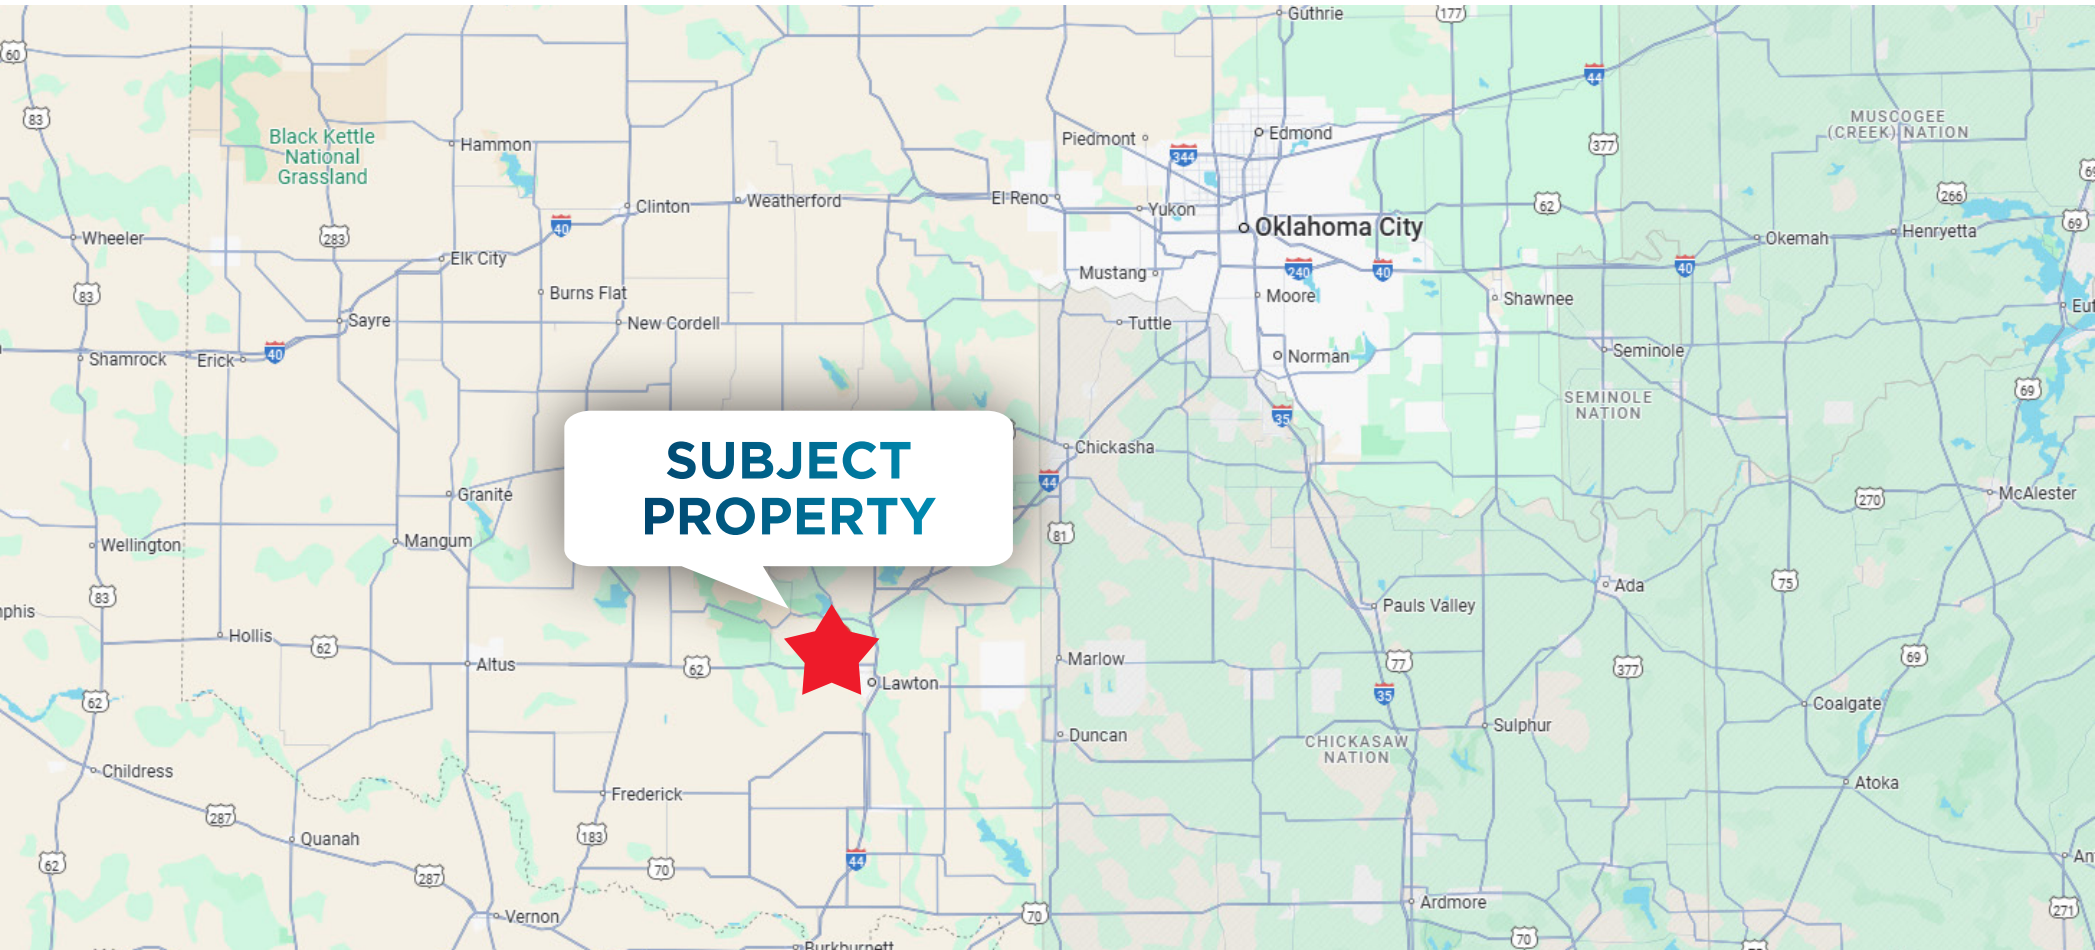 Guthrie
177
60
44
83
MUSCOGEE
(CREEK) NATION
Black Kettle
National
Grassland
Hammon
Piedmont
Edmond
344
377
Clinton
Weatherford
El Reno
Yukon
62
266
69
40
Oklahoma City
Wheeler
283
Elk City
Okemah
Henryetta
Mustang
240
40
40
Burns Flat
Moore
Shawnee
83
Sayre
New Cordell
Tuttle
Shamrock
Erick
40
Norman
Seminole
69
SEMINOLE
NATION
35
SUBJECT
PROPERTY
Chickasha
44
Granite
270
McAlester
Wellington
Mangum
81
83
75
Ada
Pauls Valley
Hollis
62
Altus
62
Marlow
77
377
69
Lawton
35
62
Coalgate
Sulphur
Duncan
CHICKASAW
NATION
Childress
Atoka
Frederick
287
183
Quanah
62
287
70
44
Vernon
70
Ardmore
271
70
Burkburnett